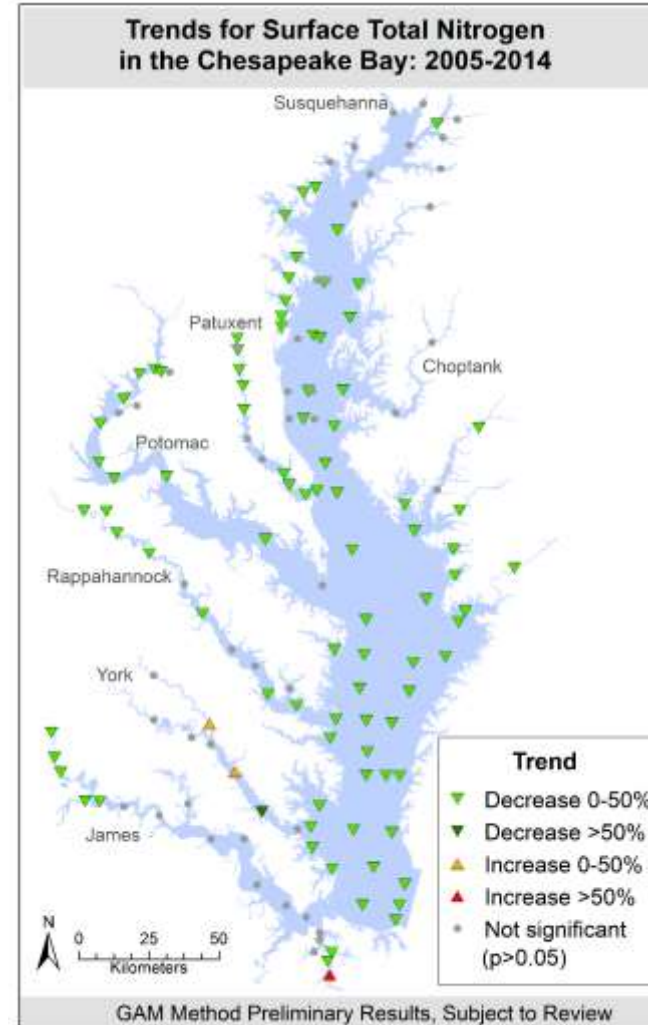 Trends for Surface Total Nitrogen
in the Chesapeake Bay: 2005-2014
Susquehanna
Patuxent
Choptank
Potomac
Rappahannock
York
James
Trend
Decrease 0-50%
Decrease >50%
Increase 0-50%
Increase >50%
Not significant
(p>0.05)
N
0 25 50
Kilometers
GAM Method Preliminary Results, Subject to Review